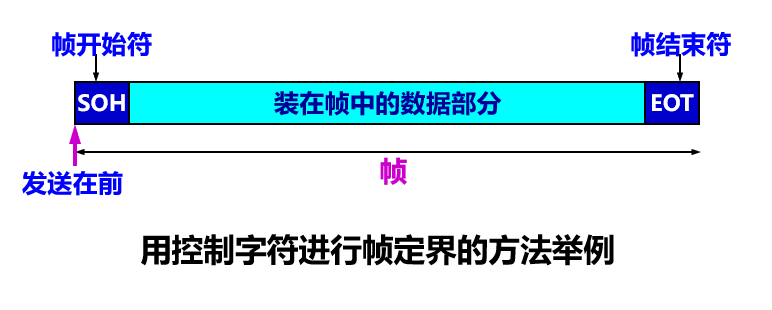 帧开始符
帧结束符
SOH
装在帧中的数据部分
EOT
帧
发送在前
用控制字符进行帧定界的方法举例